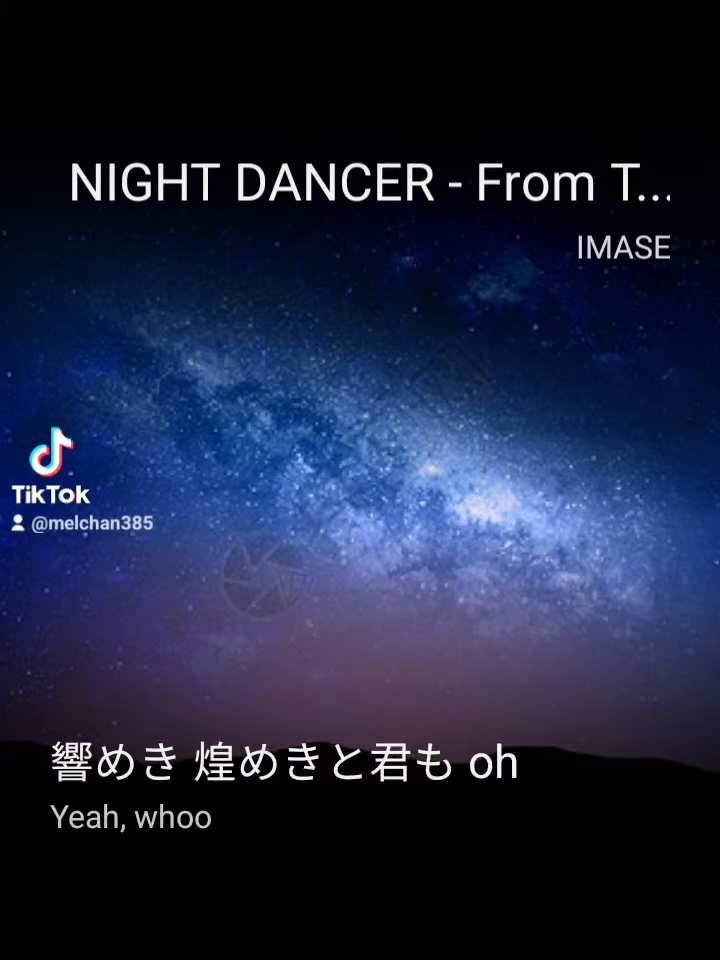 NIGHT DANCER - From T...
IMASE
TikTok
@melchan385
響めき 煌めきと君も oh
Yeah, whoo